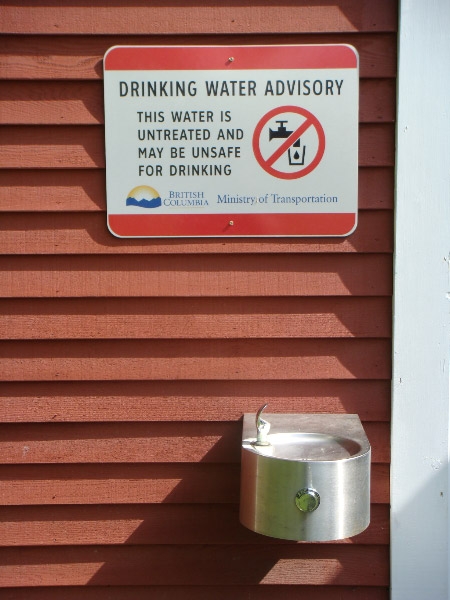 DRINKING WATER ADVISORY
THIS WATER IS
UNTREATED AND
MAY BE UNSAFE
FOR DRINKING
BRITISH
COLUMBIA
Ministry of Transportation